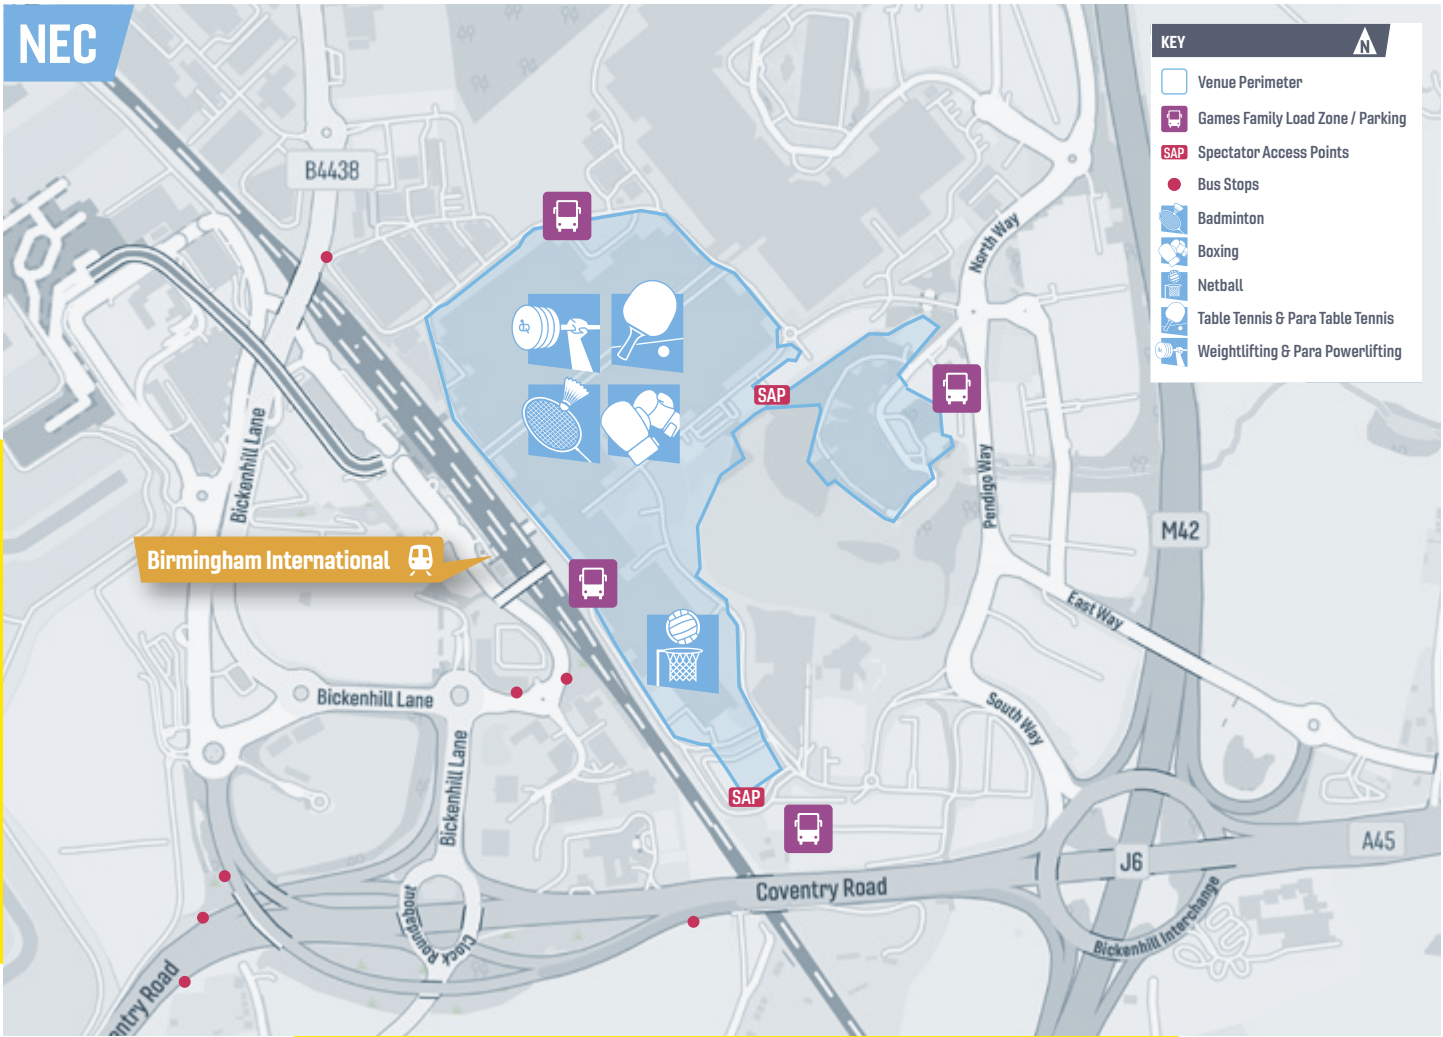 NEC
KEY
N
Venue Perimeter
Games Family Load Zone / Parking
SAP Spectator Access Points
Bus Stops
Badminton
Boxing
Netball
Table Tennis & Para Table Tennis
Weightlifting & Para Powerlifting
B4438
North Way
SAP
Bickenhill Lane
Pendigo Way
M42
Birmingham International
East Way
Bickenhill Lane
South Way
Bickenhill Lane
SAP
A45
J6
Coventry Road
Clock Roundabout
Bickenhill Interchange
entry Road